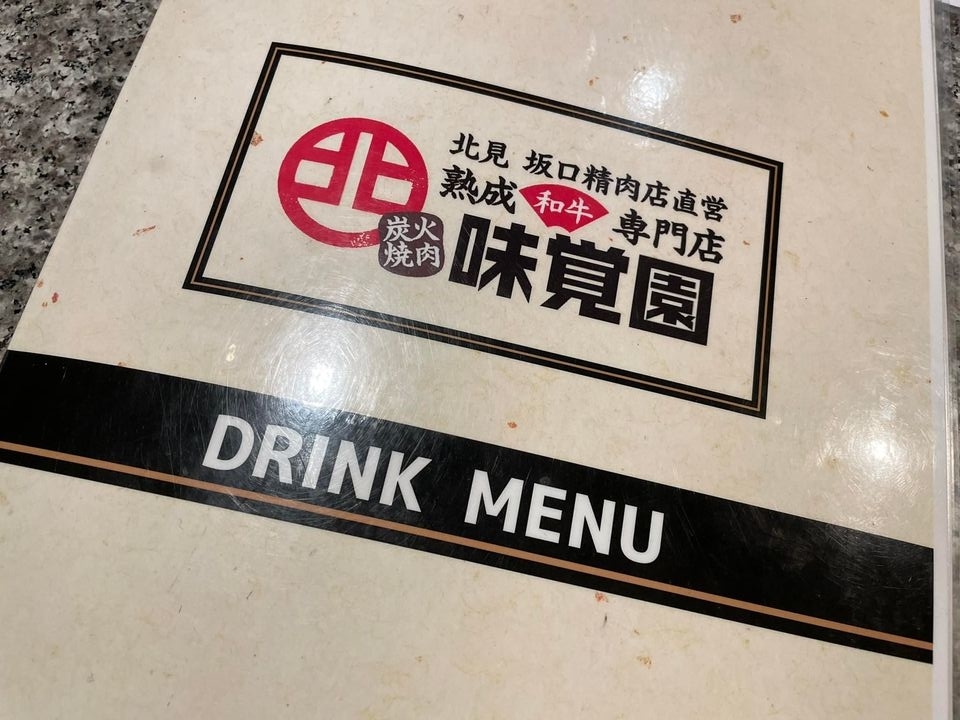 北
北見 坂口精肉店直営
熟成 和牛 専門店
炭火
焼肉
味覚園
DRINK MENU